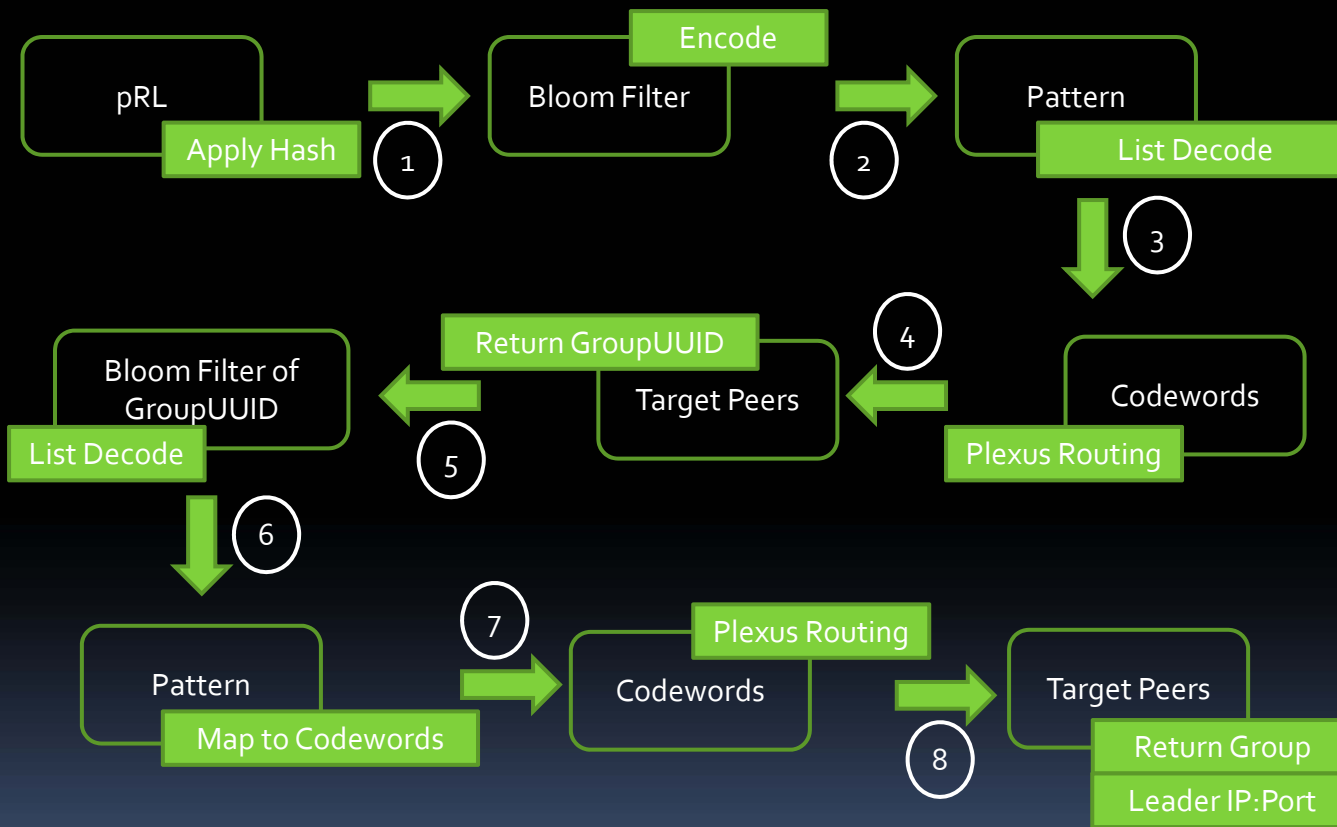 pRL
Apply Hash
1
Bloom Filter
Encode
2
Pattern
List Decode
3
Codewords
Plexus Routing
4
Target Peers
Return GroupUUID
5
Bloom Filter of
GroupUUID
List Decode
6
Pattern
Map to Codewords
7
Codewords
Plexus Routing
8
Target Peers
Return Group
Leader IP:Port